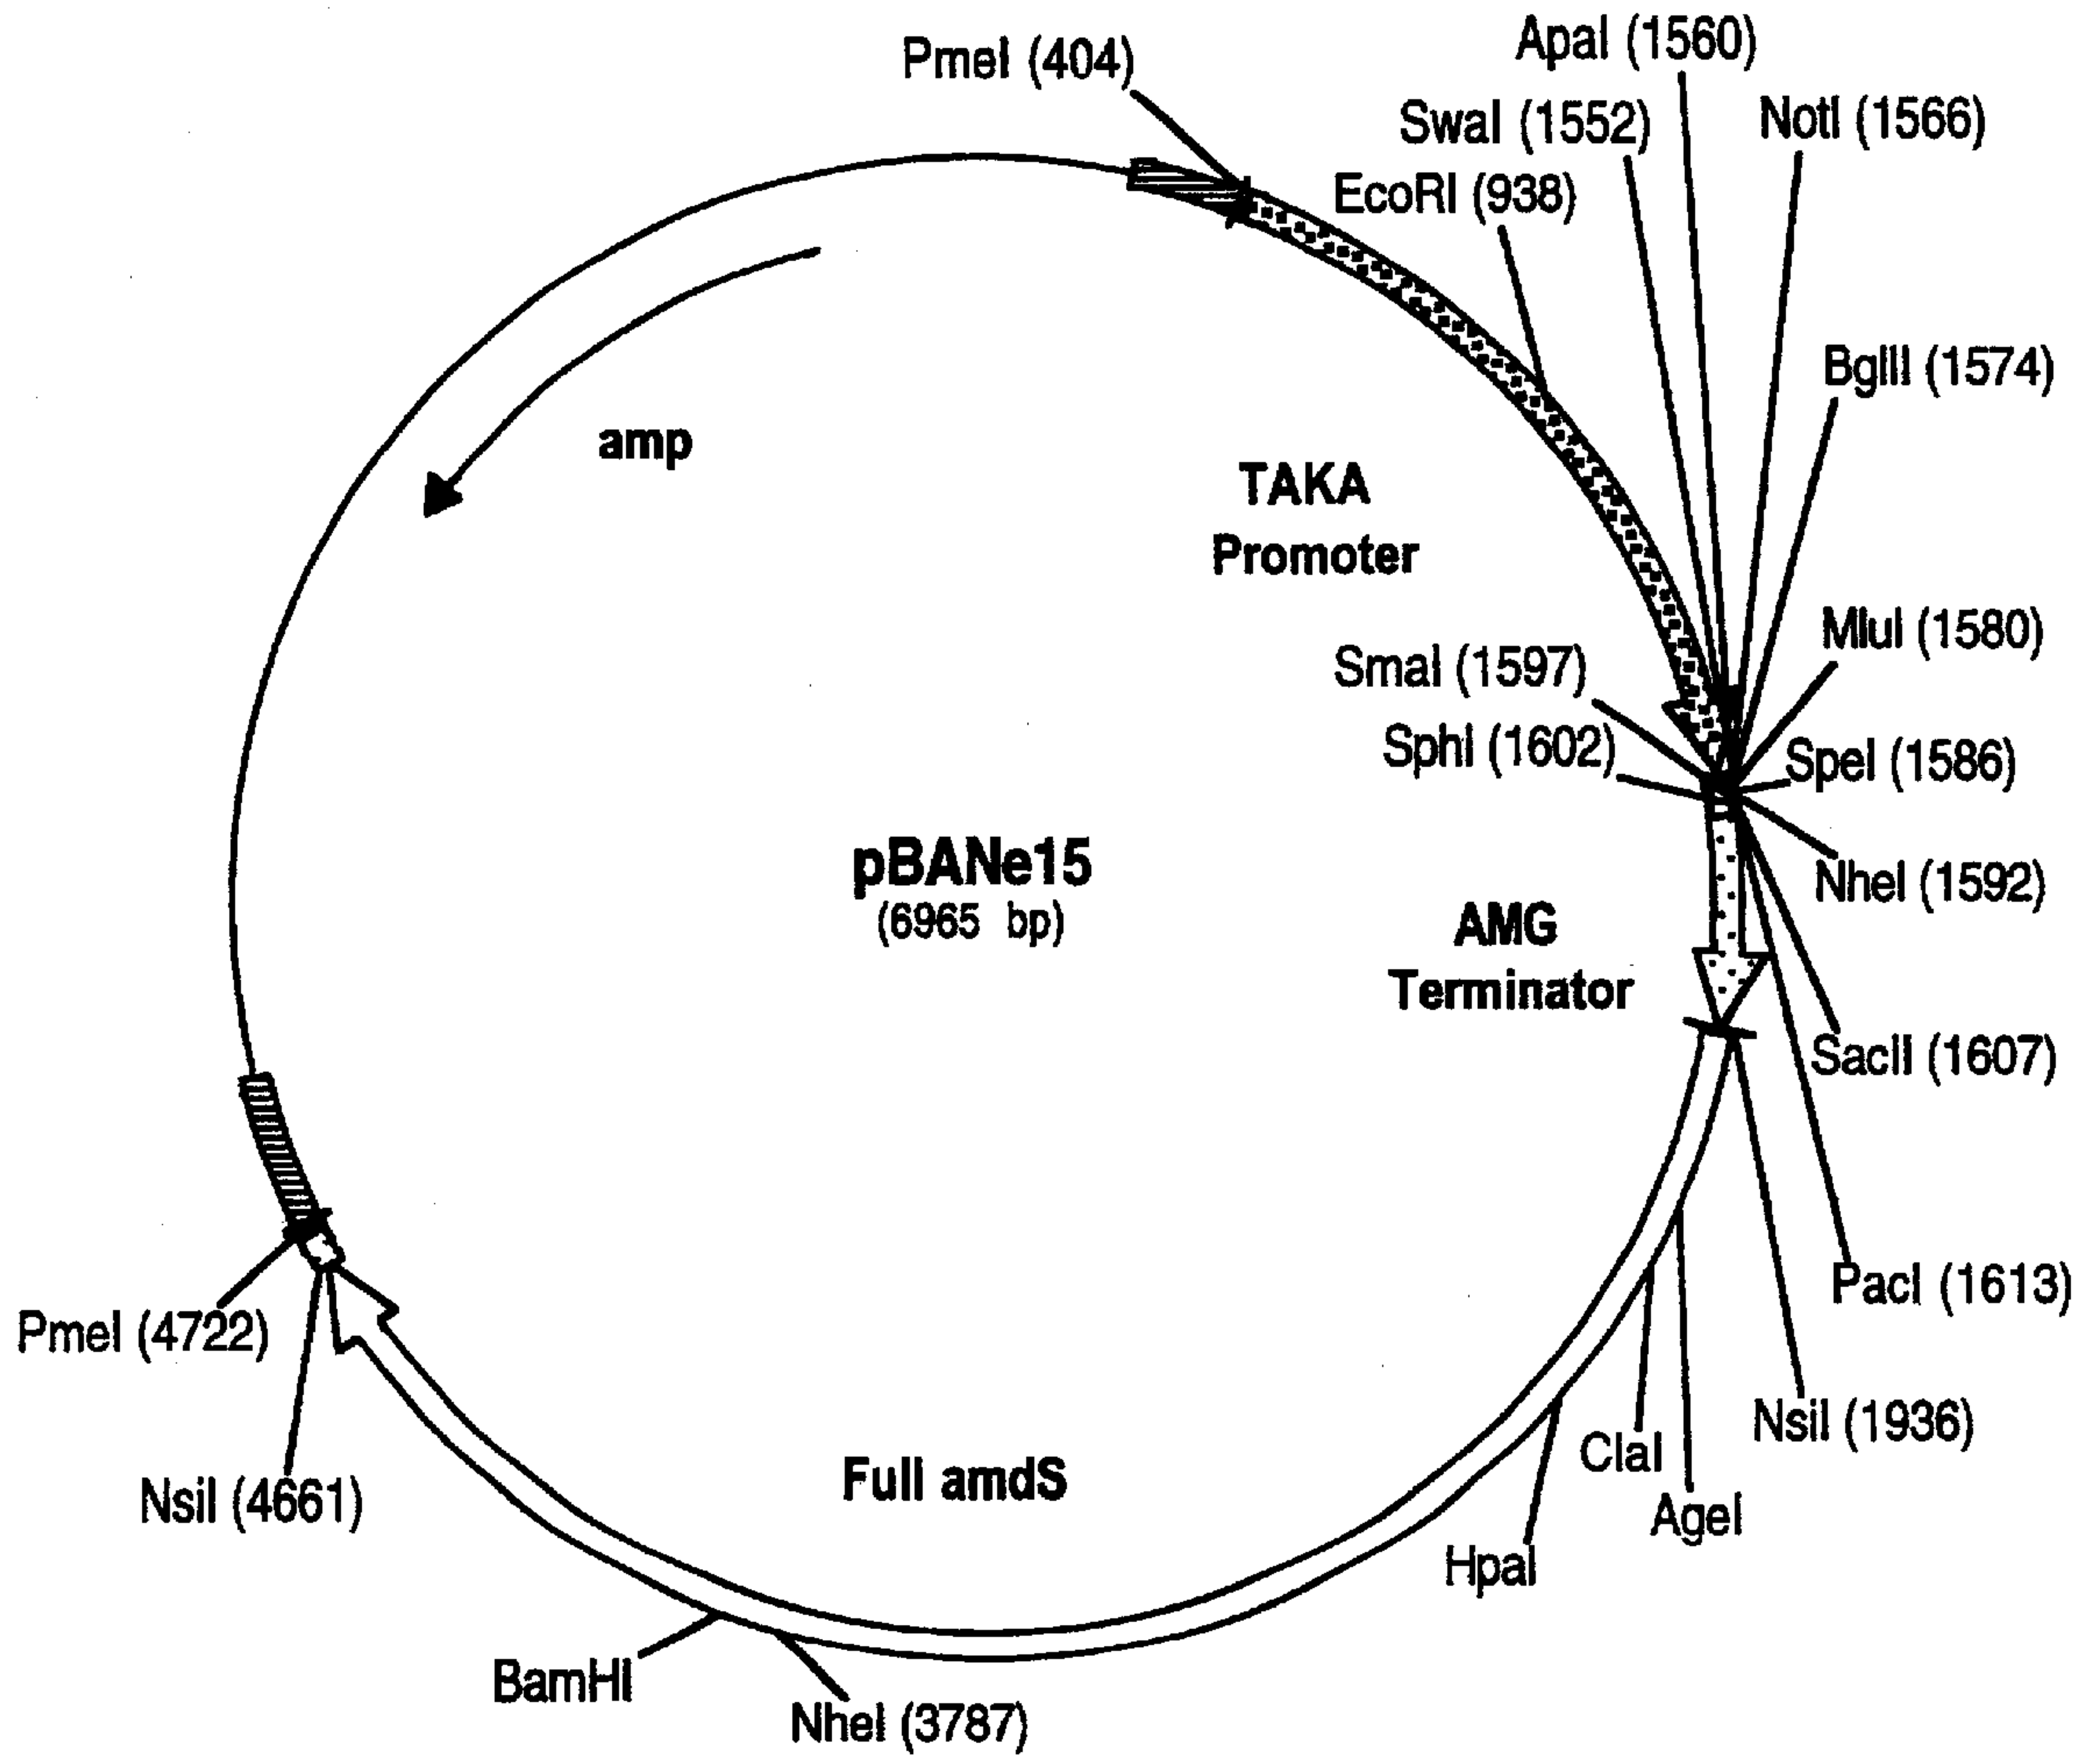 PmeI (404)
ApaI (1560)
SwaI (1552)
NotI (1566)
EcoRI (938)
BglII (1574)
amp
TAKA
Promoter
MluI (1580)
SmaI (1597)
SphI (1602)
SpeI (1586)
pBANe15
(6965 bp)
NheI (1592)
AMG
Terminator
SacII (1607)
PacI (1613)
PmeI (4722)
NsiI (1936)
ClaI
NsiI (4661)
Full amdS
AgeI
HpaI
BamHI
NheI (3787)